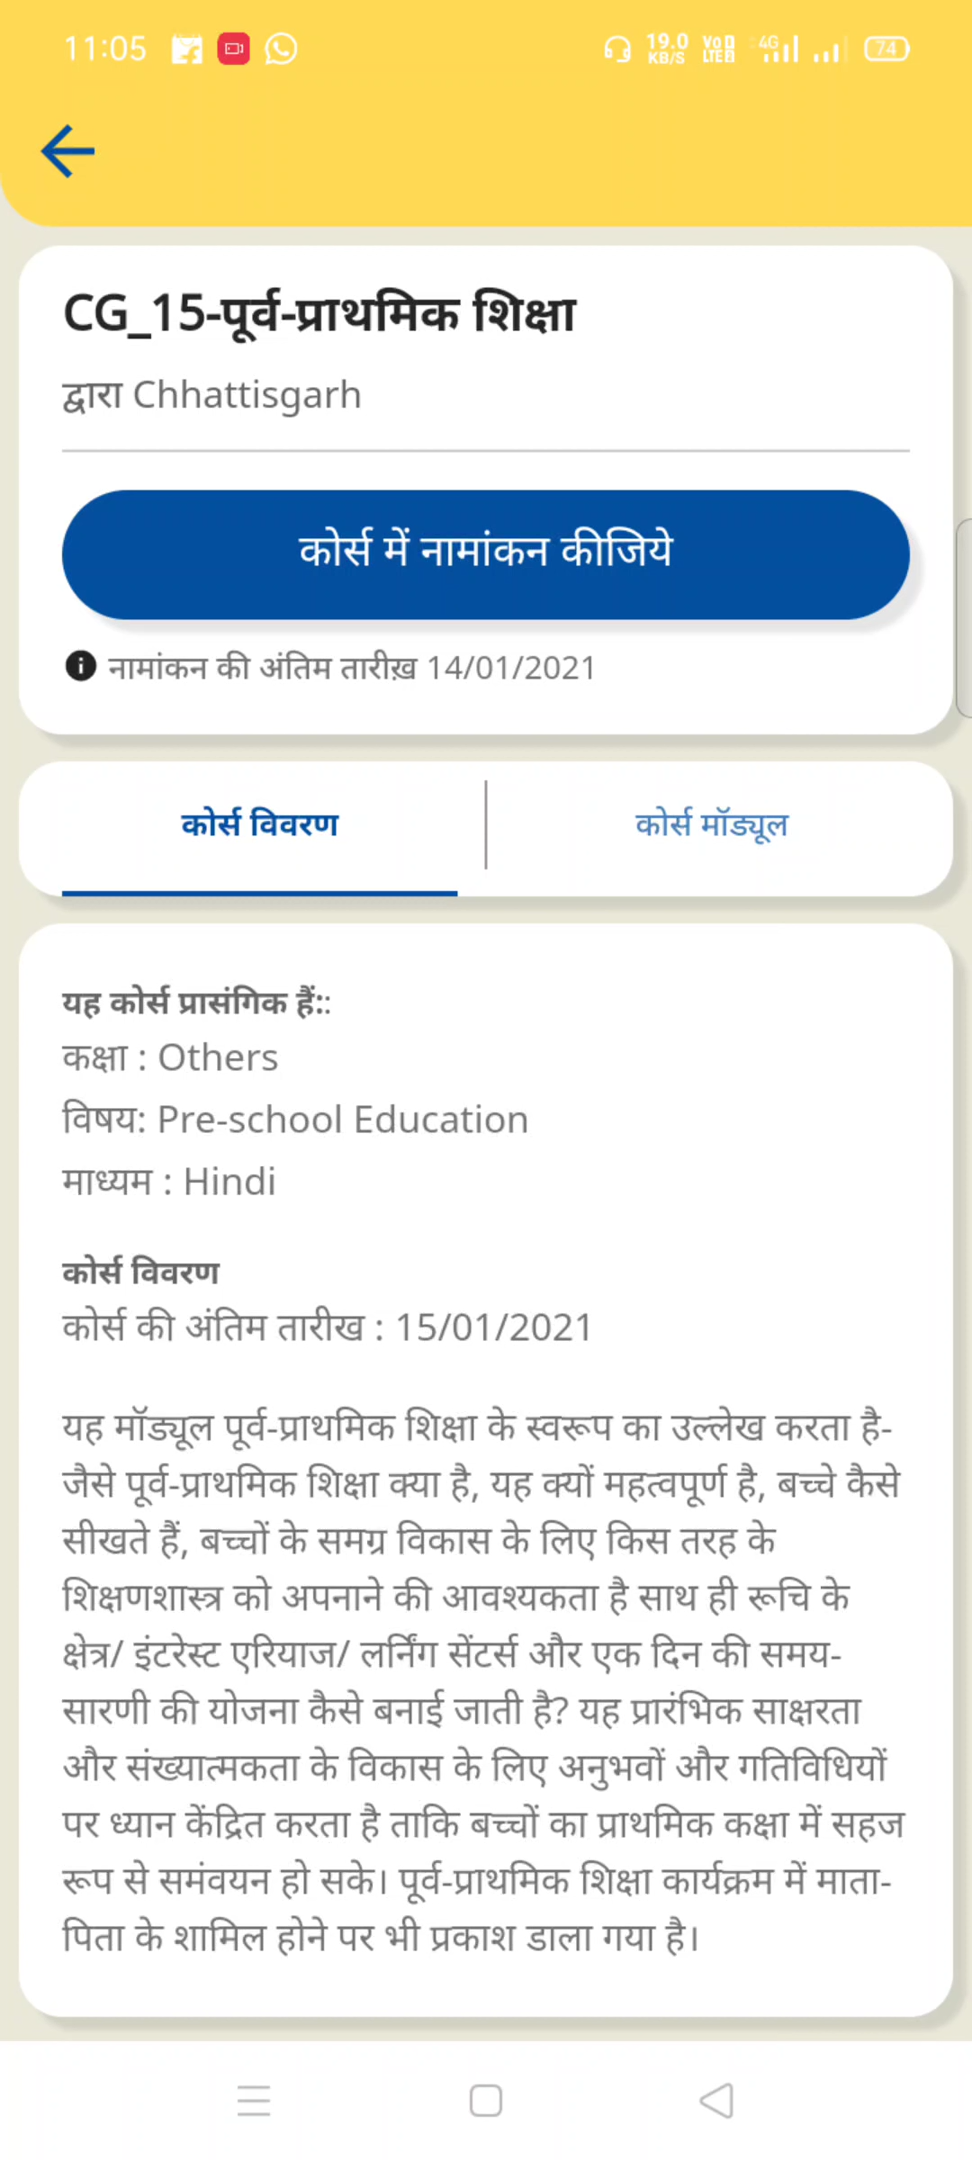 11:05 19.0 KB/S VoD LTE 2 4G 74
CG_15-पूर्व-प्राथमिक शिक्षा
द्वारा Chhattisgarh
कोर्स में नामांकन कीजिये
नामांकन की अंतिम तारीख़ 14/01/2021
कोर्स विवरण
कोर्स मॉड्यूल
यह कोर्स प्रासंगिक हैं::
कक्षा : Others
विषय: Pre-school Education
माध्यम : Hindi
कोर्स विवरण
कोर्स की अंतिम तारीख : 15/01/2021
यह मॉड्यूल पूर्व-प्राथमिक शिक्षा के स्वरूप का उल्लेख करता है-
जैसे पूर्व-प्राथमिक शिक्षा क्या है, यह क्यों महत्वपूर्ण है, बच्चे कैसे
सीखते हैं, बच्चों के समग्र विकास के लिए किस तरह के
शिक्षणशास्त्र को अपनाने की आवश्यकता है साथ ही रूचि के
क्षेत्र/ इंटरेस्ट एरियाज/ लर्निंग सेंटर्स और एक दिन की समय-
सारणी की योजना कैसे बनाई जाती है? यह प्रारंभिक साक्षरता
और संख्यात्मकता के विकास के लिए अनुभवों और गतिविधियों
पर ध्यान केंद्रित करता है ताकि बच्चों का प्राथमिक कक्षा में सहज
रूप से समंवयन हो सके। पूर्व-प्राथमिक शिक्षा कार्यक्रम में माता-
पिता के शामिल होने पर भी प्रकाश डाला गया है।